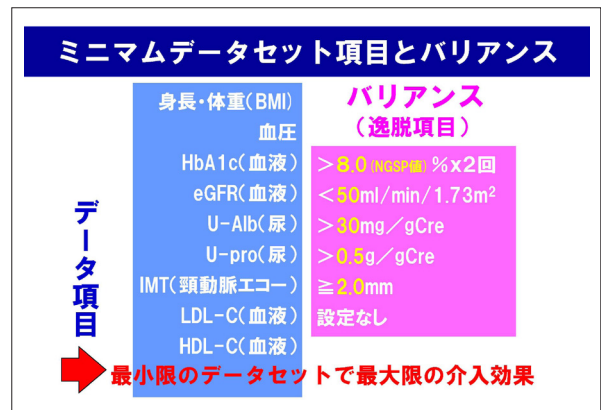 ミニマムデータセット項目とバリアンス
バリアンス
（逸脱項目）
データ項目
身長・体重(BMI)
血圧
HbA1c(血液) ＞8.0(NGSP値)%x2回
eGFR(血液) ＜50ml/min/1.73m²
U-Alb(尿) ＞30mg／gCre
U-pro(尿) ＞0.5g／gCre
IMT(頸動脈エコー) ≧2.0mm
LDL-C(血液) 設定なし
HDL-C(血液)
最小限のデータセットで最大限の介入効果